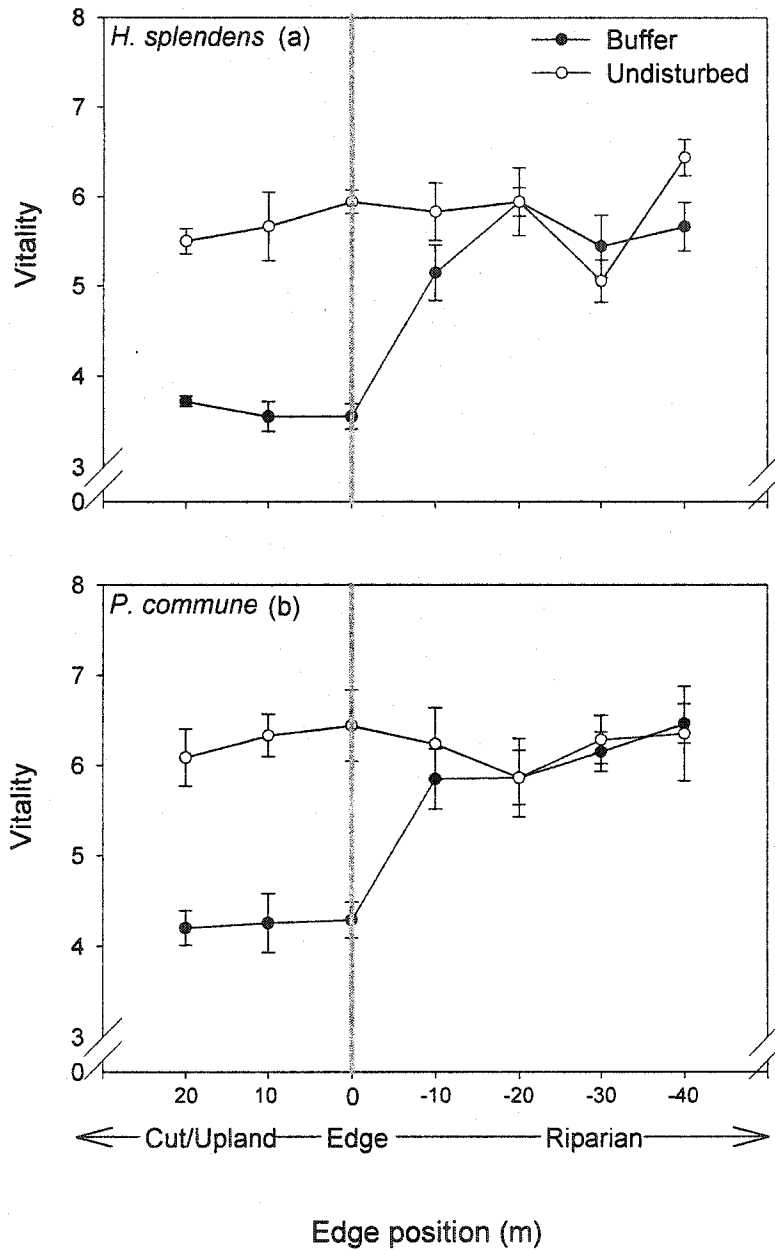 H. splendens (a)
Buffer
Undisturbed
8
7
6
5
4
3
0
Vitality
P. commune (b)
8
7
6
5
4
3
0
Vitality
20 10 0 -10 -20 -30 -40
Cut/Upland Edge Riparian
Edge position (m)